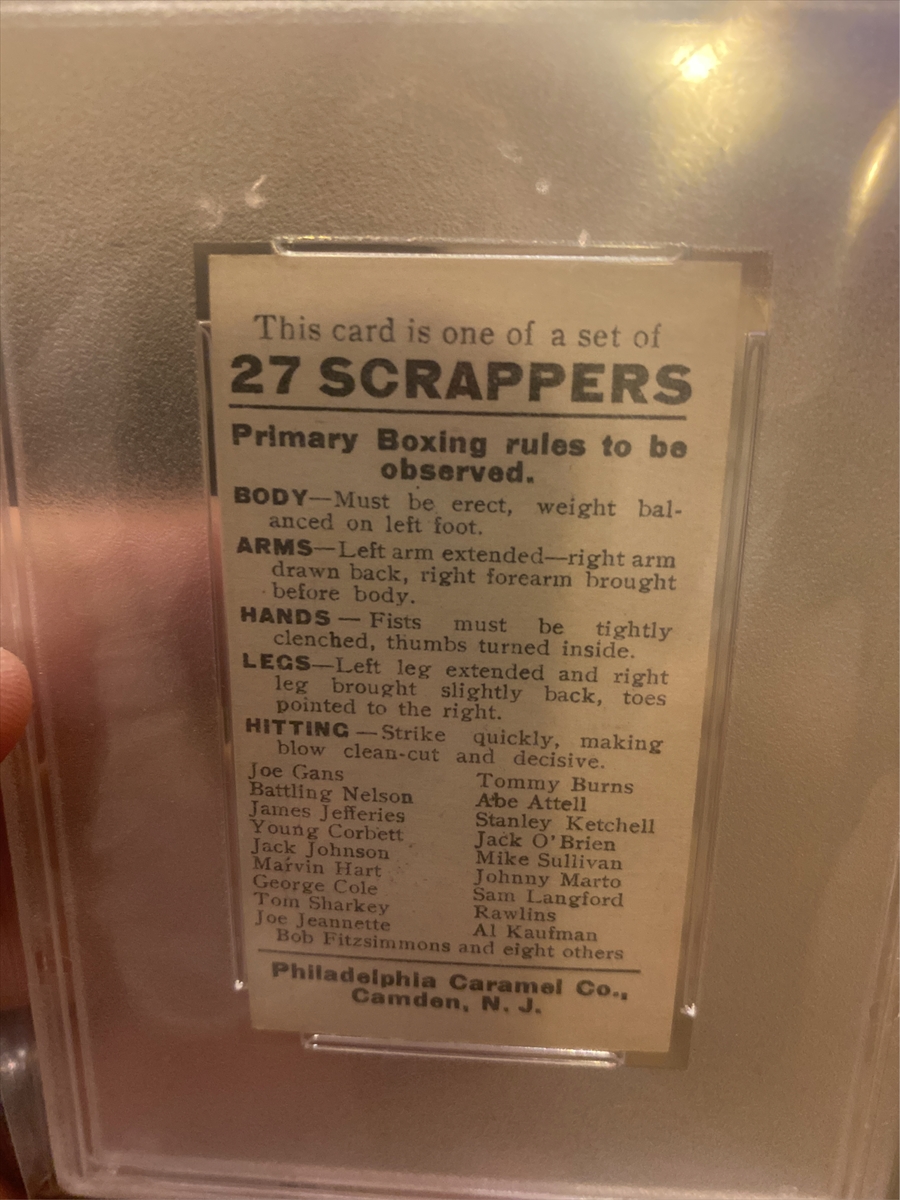 This card is one of a set of
27 SCRAPPERS
Primary Boxing rules to be
observed.
BODY—Must be erect, weight bal-
anced on left foot.
ARMS—Left arm extended—right arm
drawn back, right forearm brought
before body.
HANDS — Fists must be tightly
clenched, thumbs turned inside.
LEGS—Left leg extended and right
leg brought slightly back, toes
pointed to the right.
HITTING —Strike quickly, making
blow clean-cut and decisive.
Joe Gans
Battling Nelson
James Jefferies
Young Corbett
Jack Johnson
Marvin Hart
George Cole
Tom Sharkey
Joe Jeannette
Tommy Burns
Abe Attell
Stanley Ketchell
Jack O'Brien
Mike Sullivan
Johnny Marto
Sam Langford
Rawlins
Al Kaufman
Bob Fitzsimmons and eight others
Philadelphia Caramel Co.,
Camden, N. J.